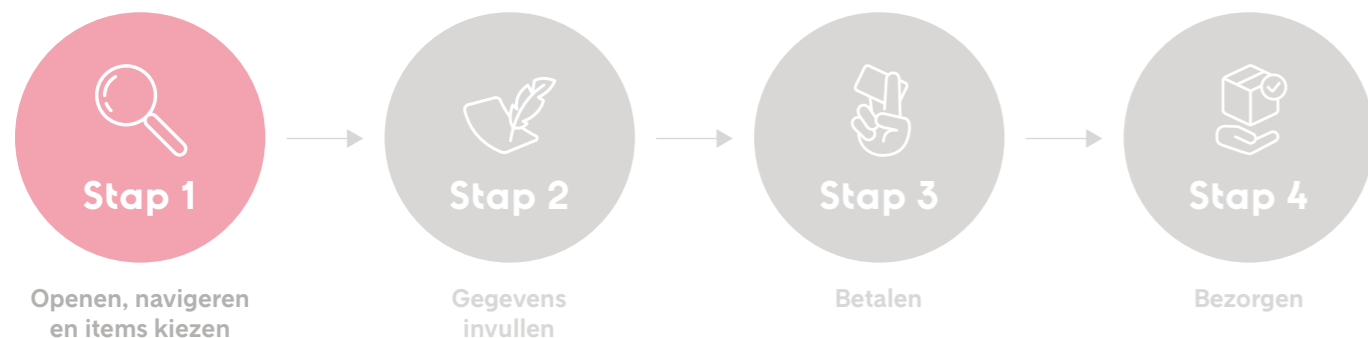 Stap 1
Stap 2
Stap 3
Stap 4
Openen, navigeren
en items kiezen
Gegevens
invullen
Betalen
Bezorgen